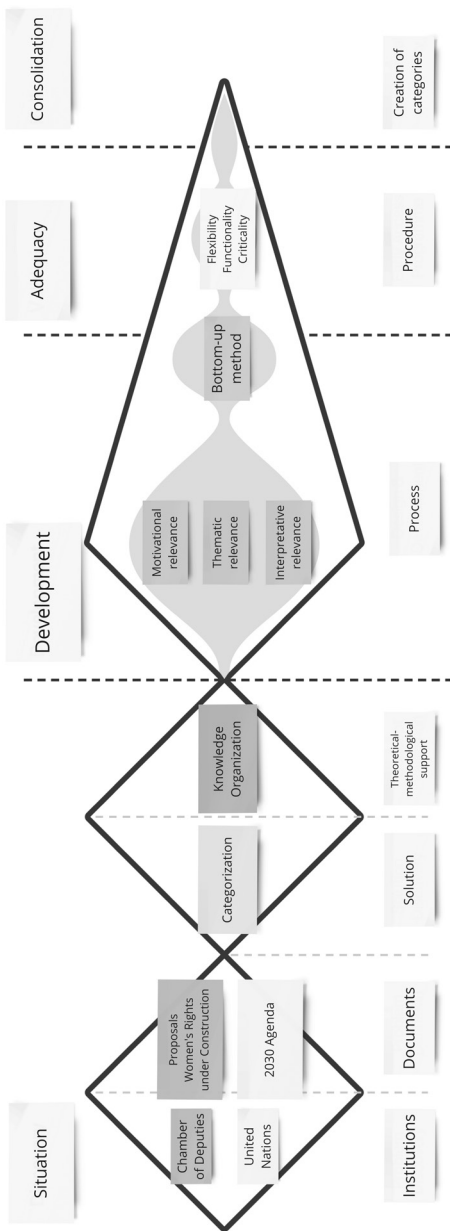 Situation
Development
Adequacy
Consolidation
Chamber
of Deputies
United
Nations
Proposals
Women's Rights
under Construction
2030 Agenda
Categorization
Knowledge
Organization
Motivational
relevance
Thematic
relevance
Interpretative
relevance
Bottom-up
method
Flexibility
Functionality
Criticality
Institutions
Documents
Solution
Theoretical-
methodological
support
Process
Procedure
Creation of
categories